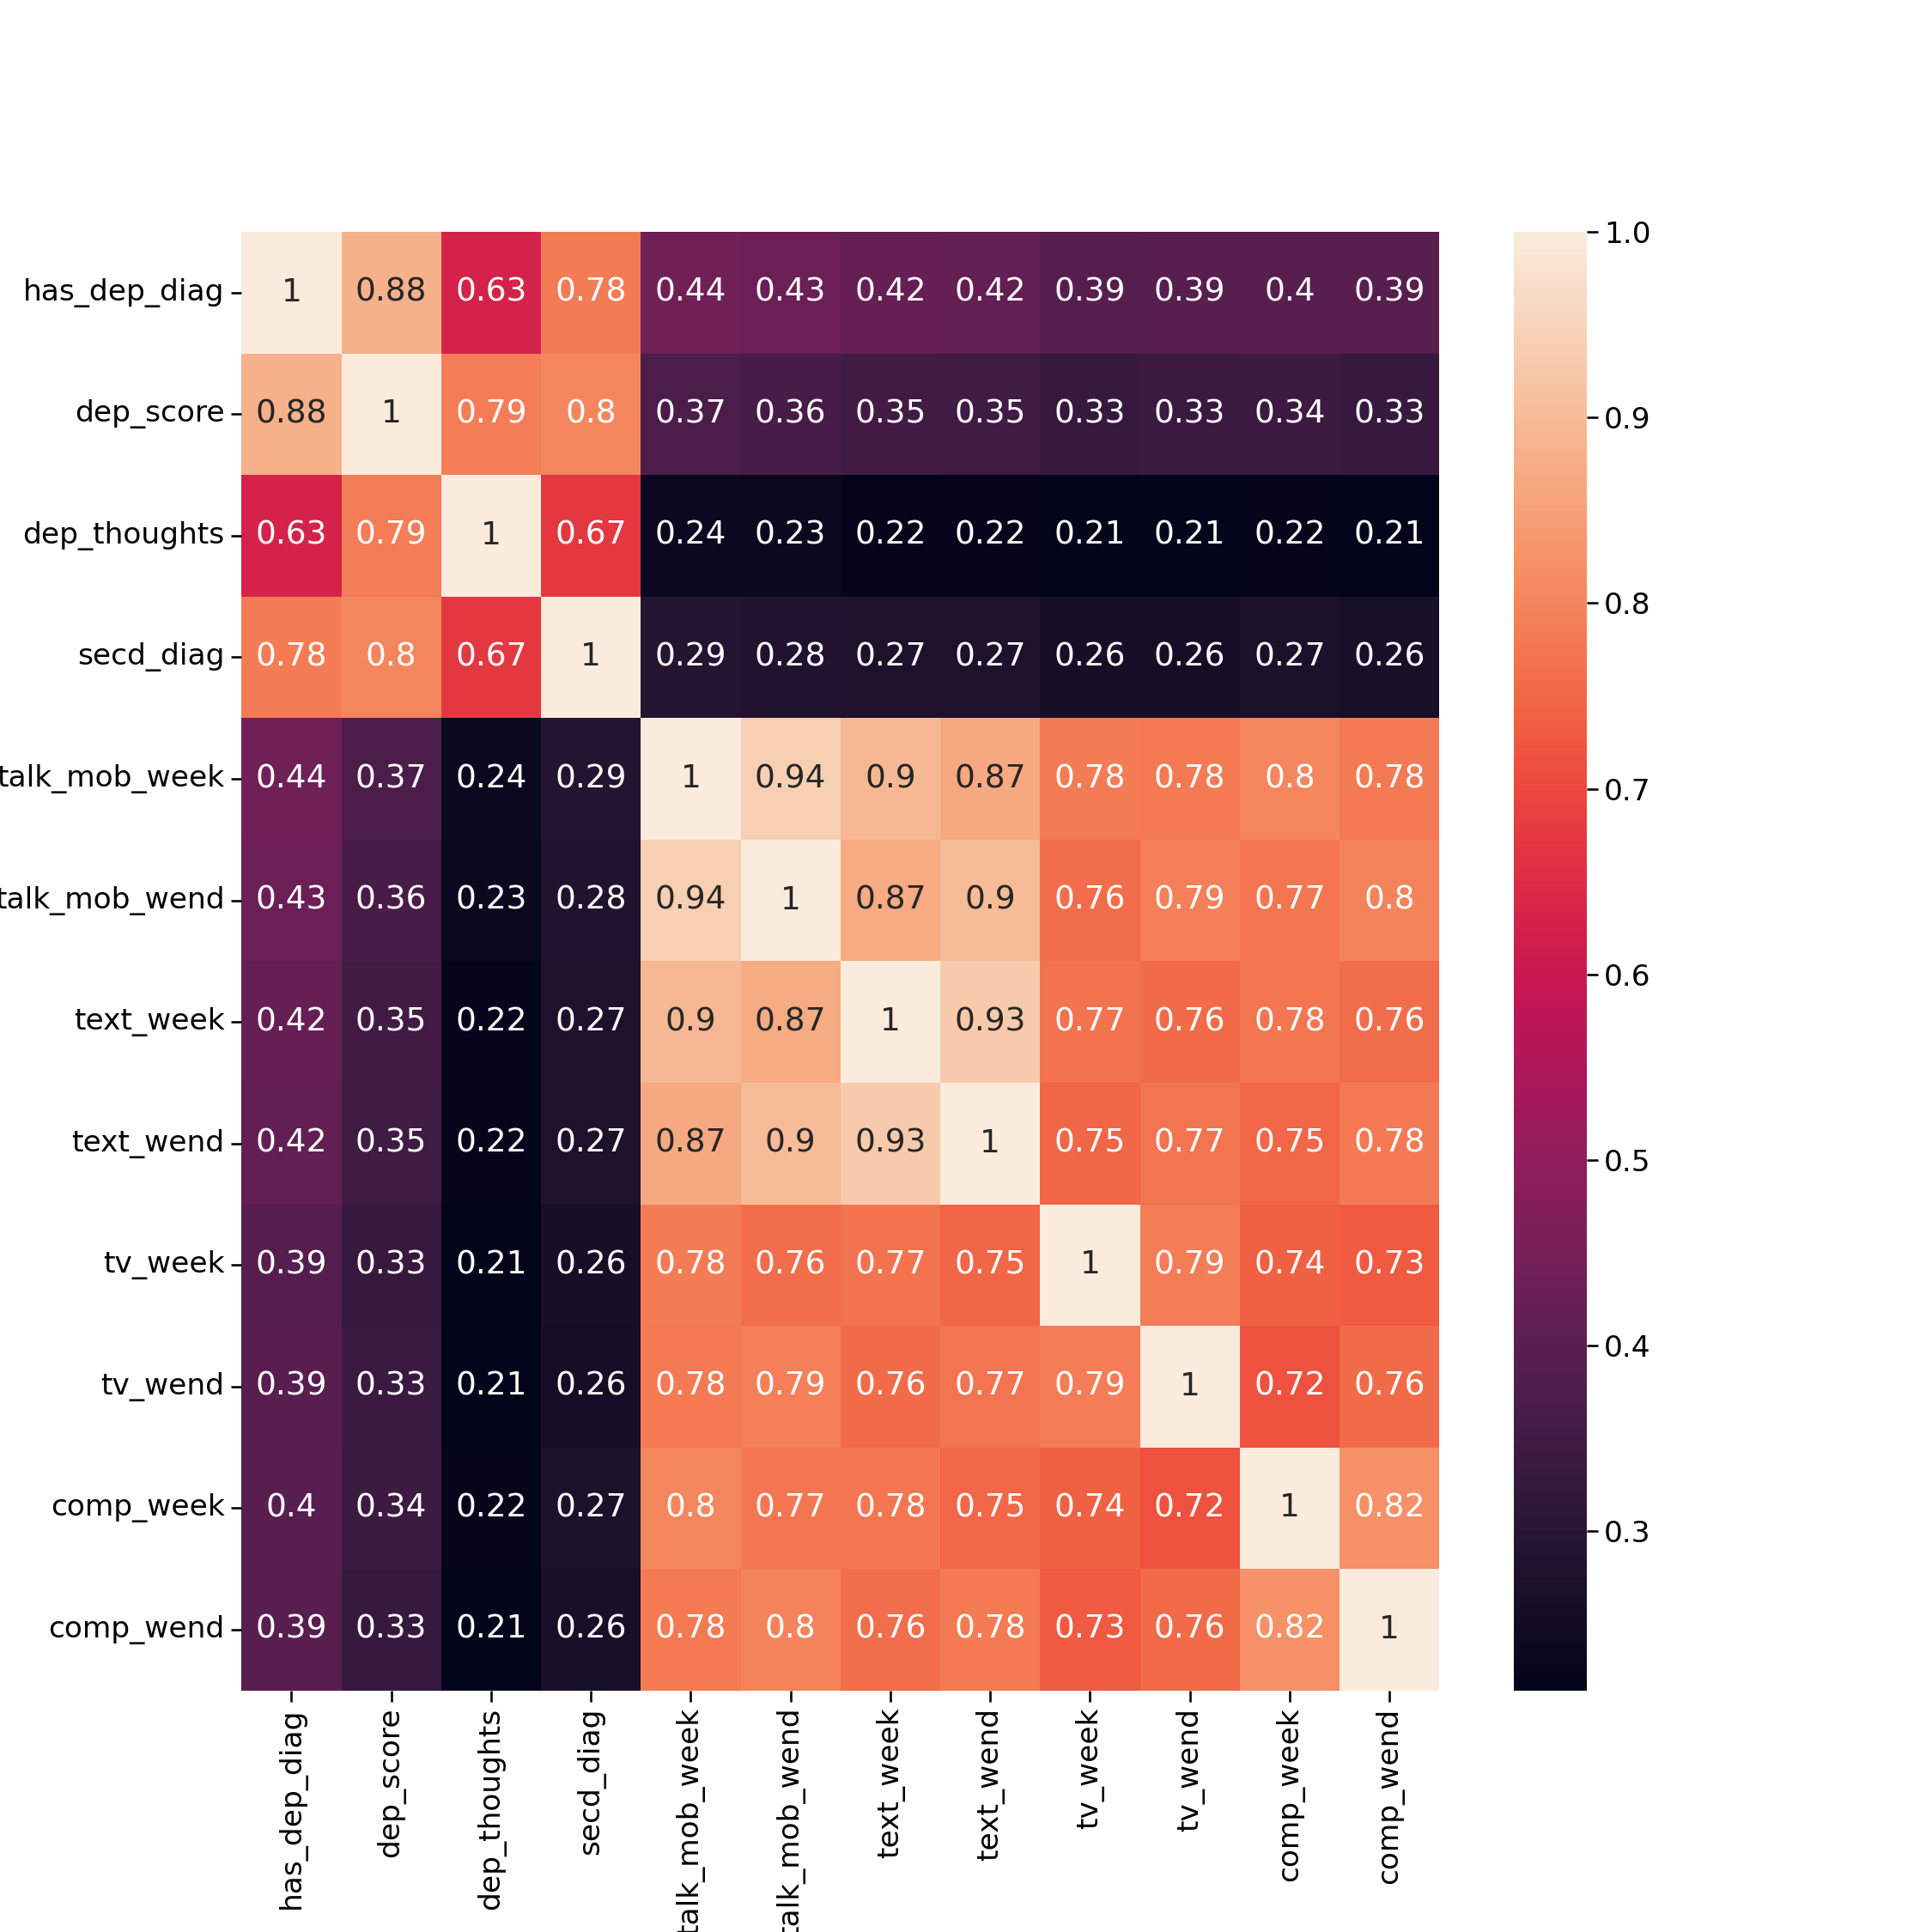 has_dep_diag 1 0.88 0.63 0.78 0.44 0.43 0.42 0.42 0.39 0.39 0.4 0.39
dep_score 0.88 1 0.79 0.8 0.37 0.36 0.35 0.35 0.33 0.33 0.34 0.33
dep_thoughts 0.63 0.79 1 0.67 0.24 0.23 0.22 0.22 0.21 0.21 0.22 0.21
secd_diag 0.78 0.8 0.67 1 0.29 0.28 0.27 0.27 0.26 0.26 0.27 0.26
talk_mob_week 0.44 0.37 0.24 0.29 1 0.94 0.9 0.87 0.78 0.78 0.8 0.78
talk_mob_wend 0.43 0.36 0.23 0.28 0.94 1 0.87 0.9 0.76 0.79 0.77 0.8
text_week 0.42 0.35 0.22 0.27 0.9 0.87 1 0.93 0.77 0.76 0.78 0.76
text_wend 0.42 0.35 0.22 0.27 0.87 0.9 0.93 1 0.75 0.77 0.75 0.78
tv_week 0.39 0.33 0.21 0.26 0.78 0.76 0.77 0.75 1 0.79 0.74 0.73
tv_wend 0.39 0.33 0.21 0.26 0.78 0.79 0.76 0.77 0.79 1 0.72 0.76
comp_week 0.4 0.34 0.22 0.27 0.8 0.77 0.78 0.75 0.74 0.72 1 0.82
comp_wend 0.39 0.33 0.21 0.26 0.78 0.8 0.76 0.78 0.73 0.76 0.82 1
has_dep_diag
dep_score
dep_thoughts
secd_diag
talk_mob_week
talk_mob_wend
text_week
text_wend
tv_week
tv_wend
comp_week
comp_wend
1.0
0.9
0.8
0.7
0.6
0.5
0.4
0.3